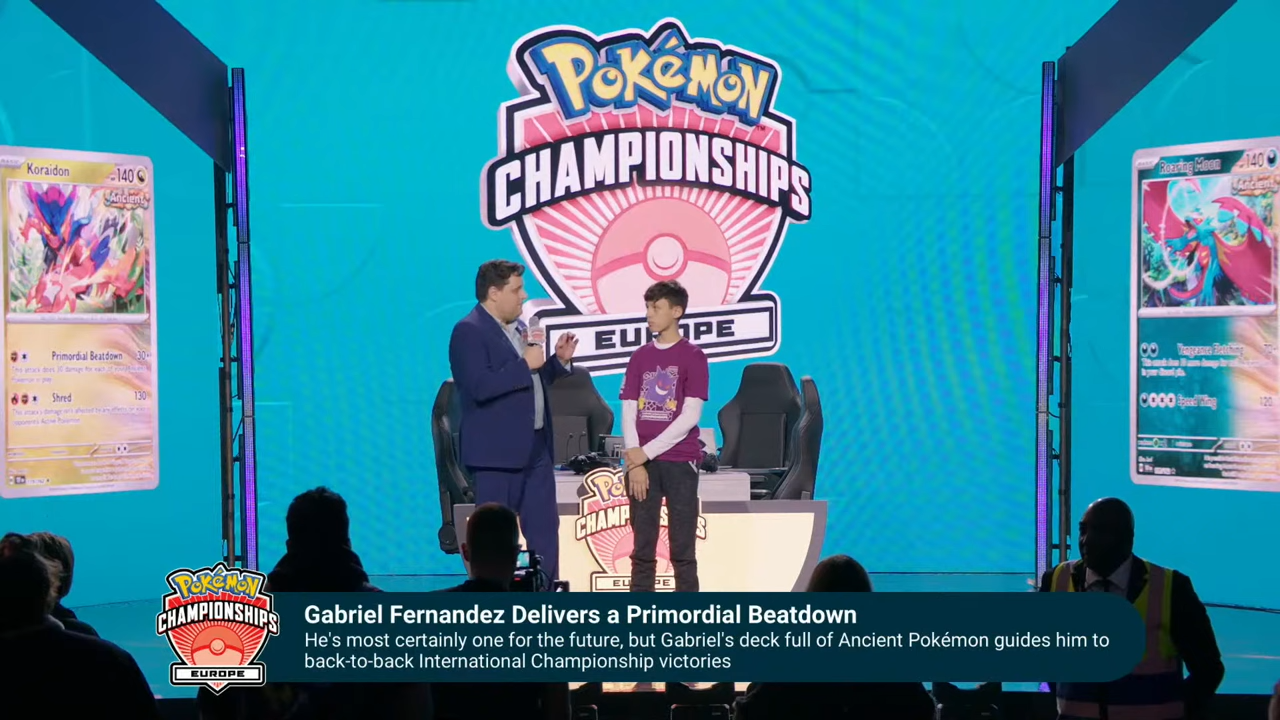 POKéMON
CHAMPIONSHIPS
EUROPE
Koraidon
140
Ancient
Primordial Beatdown 30×
Shred 130
Roaring Moon
140
Ancient
Vengeance Fletching 70
Speed Wing 120
CHAMPIONSHIPS
EUROPE
POKéMON
CHAMPIONSHIPS
EUROPE
Gabriel Fernandez Delivers a Primordial Beatdown
He's most certainly one for the future, but Gabriel's deck full of Ancient Pokémon guides him to
back-to-back International Championship victories